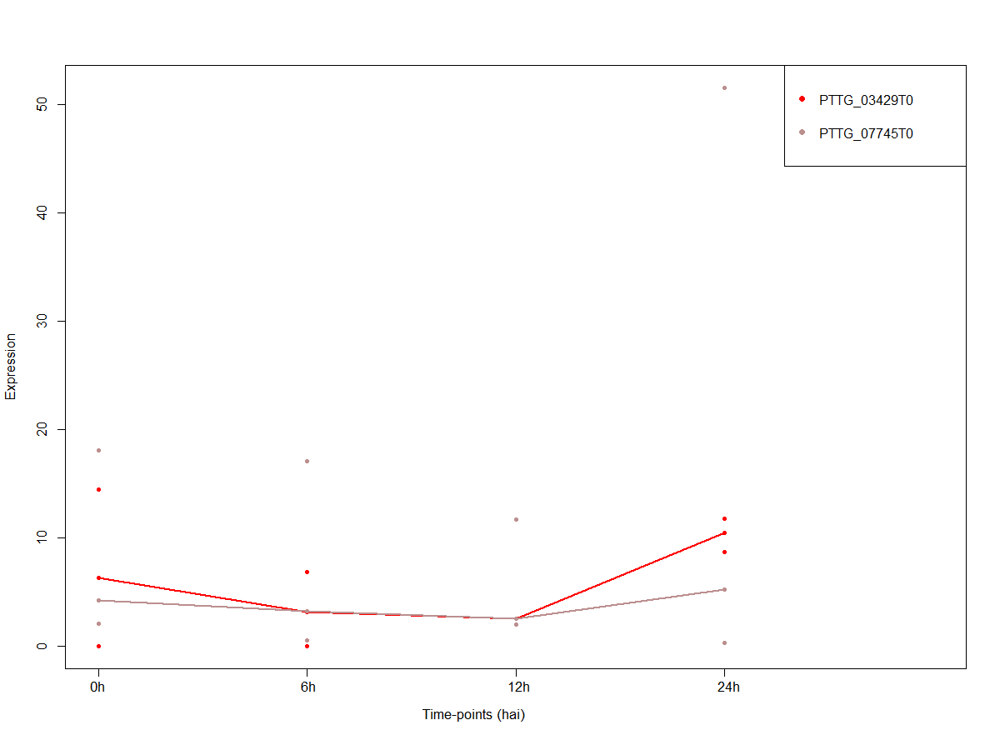 PTTG_03429T0
PTTG_07745T0
Expression
50
40
30
20
10
0
0h
6h
12h
24h
Time-points (hai)